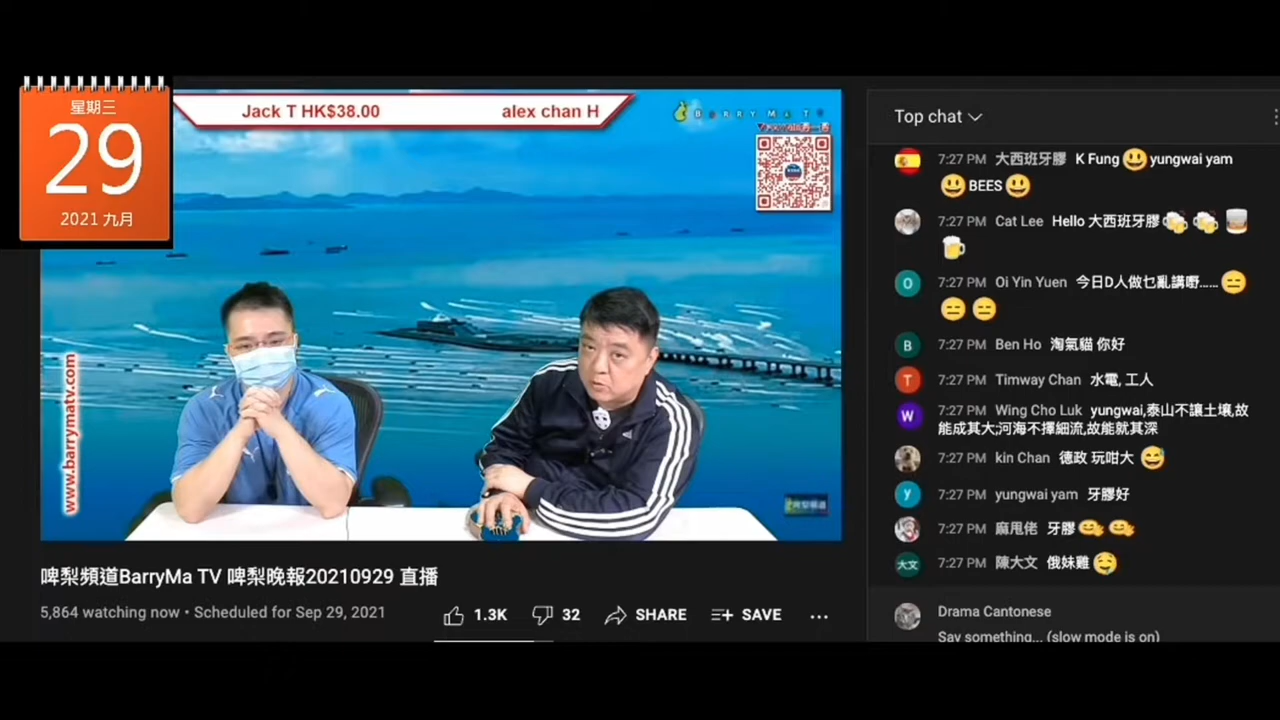 星期三
29
2021 九月
Jack T HK$38.00
alex chan H
BARRY MA TV
www.barrymatv.com
啤梨頻道
啤梨頻道BarryMa TV 啤梨晚報20210929 直播
5,864 watching now • Scheduled for Sep 29, 2021
1.3K
32
SHARE
SAVE
Top chat
7:27 PM 大西班牙膠 K Fung😃yungwai yam
😃BEES😃
7:27 PM Cat Lee Hello 大西班牙膠🍻🍻🥃
🍺
O
7:27 PM Oi Yin Yuen 今日D人做乜亂講嘢......😑
😑😑
B
7:27 PM Ben Ho 淘氣貓 你好
T
7:27 PM Timway Chan 水電, 工人
W
7:27 PM Wing Cho Luk yungwai,泰山不讓土壤,故
能成其大;河海不擇細流,故能就其深
7:27 PM kin Chan 德政 玩咁大 😅
y
7:27 PM yungwai yam 牙膠好
7:27 PM 麻甩佬 牙膠🤗🤗
大文
7:27 PM 陳大文 俄妹雞🤤
Drama Cantonese
Say something... (slow mode is on)